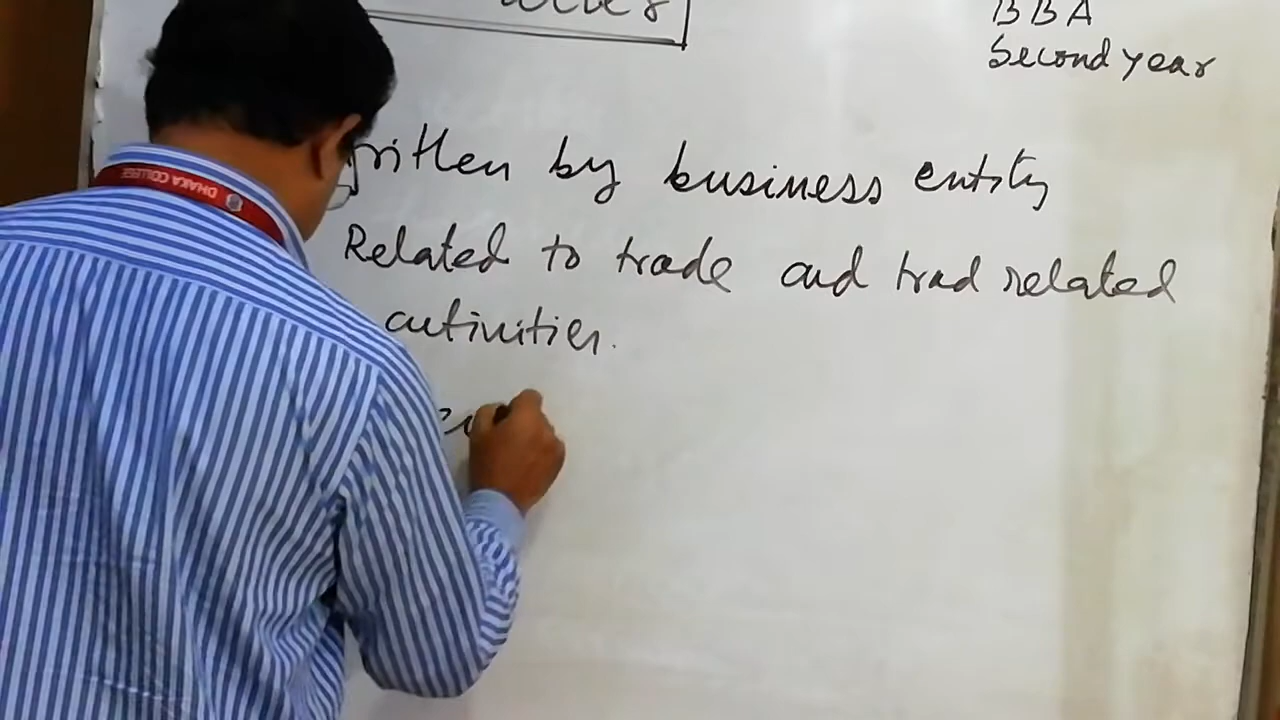 BBA
Second year
written by business entity
Related to trade and trad related
activities.
DHAKA COLLEGE